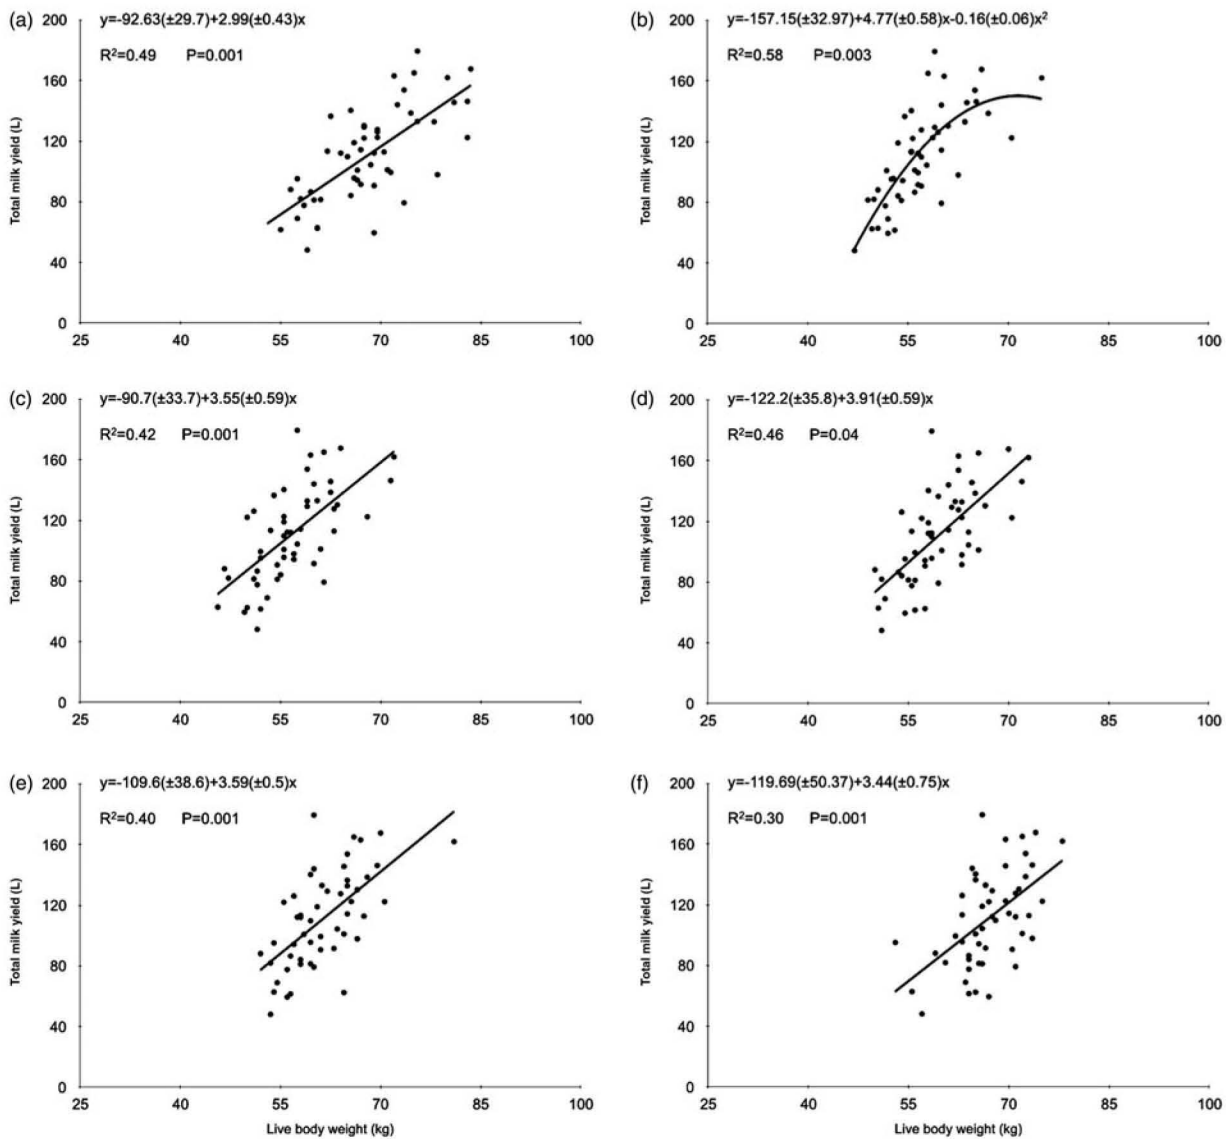 (a) y=-92.63(±29.7)+2.99(±0.43)x
R²=0.49 P=0.001
Total milk yield (L)
200
160
120
80
40
0
25 40 55 70 85 100
(b) y=-157.15(±32.97)+4.77(±0.58)x-0.16(±0.06)x²
R²=0.58 P=0.003
Total milk yield (L)
200
160
120
80
40
0
25 40 55 70 85 100
(c) y=-90.7(±33.7)+3.55(±0.59)x
R²=0.42 P=0.001
Total milk yield (L)
200
160
120
80
40
0
25 40 55 70 85 100
(d) y=-122.2(±35.8)+3.91(±0.59)x
R²=0.46 P=0.04
Total milk yield (L)
200
160
120
80
40
0
25 40 55 70 85 100
(e) y=-109.6(±38.6)+3.59(±0.5)x
R²=0.40 P=0.001
Total milk yield (L)
200
160
120
80
40
0
25 40 55 70 85 100
Live body weight (kg)
(f) y=-119.69(±50.37)+3.44(±0.75)x
R²=0.30 P=0.001
Total milk yield (L)
200
160
120
80
40
0
25 40 55 70 85 100
Live body weight (kg)